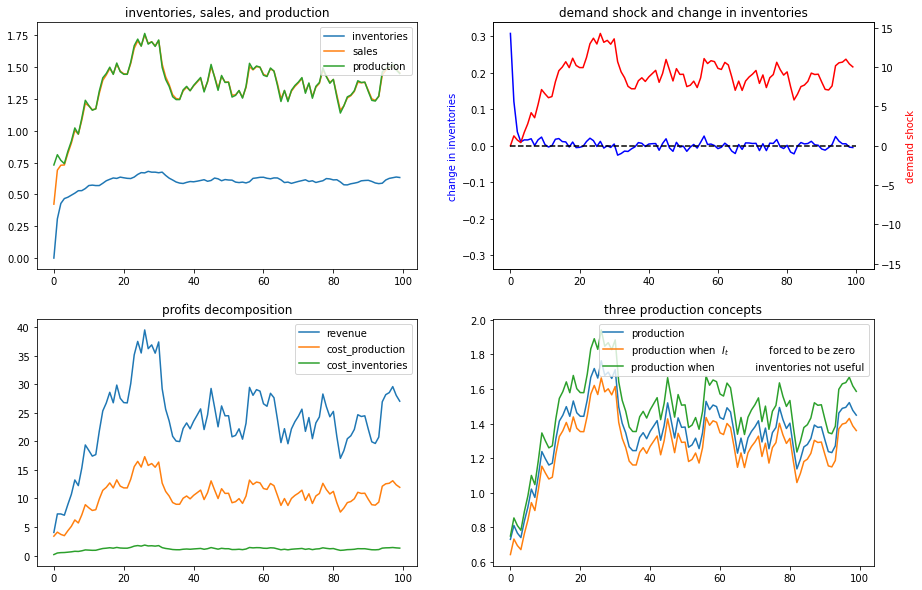 inventories, sales, and production
1.75
1.50
1.25
1.00
0.75
0.50
0.25
0.00
0 20 40 60 80 100
inventories
sales
production
demand shock and change in inventories
change in inventories
0.3
0.2
0.1
0.0
−0.1
−0.2
−0.3
0 20 40 60 80 100
15
10
5
0
−5
−10
−15
demand shock
profits decomposition
40
35
30
25
20
15
10
5
0
0 20 40 60 80 100
revenue
cost_production
cost_inventories
three production concepts
2.0
1.8
1.6
1.4
1.2
1.0
0.8
0.6
0 20 40 60 80 100
production
production when I_t forced to be zero
production when inventories not useful